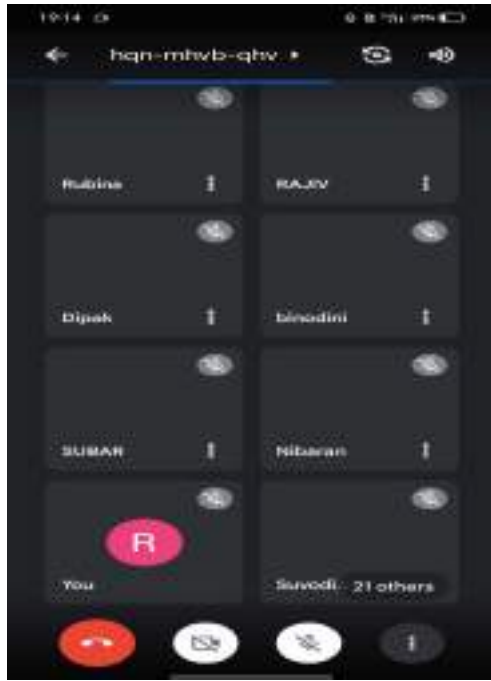 19:14
hqn-mhvb-qhv
Rubina
RAJIV
Dipak
binodini
SUBAR
Nibaran
R
You
Suvodi.
21 others